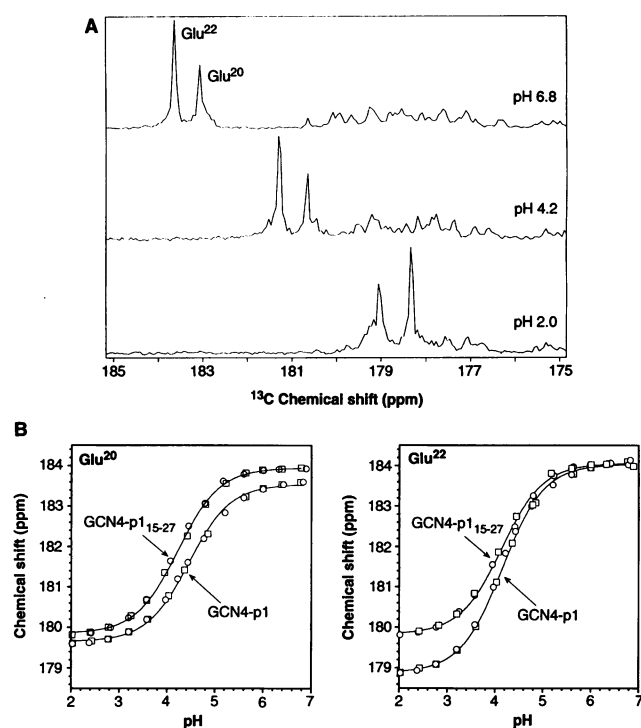 A
Glu²²
Glu²⁰
pH 6.8
pH 4.2
pH 2.0
185 183 181 179 177 175
¹³C Chemical shift (ppm)
B
Glu²⁰
Chemical shift (ppm)
184
183
182
181
180
179
GCN4-p1₁₅₋₂₇
GCN4-p1
2 3 4 5 6 7
pH
Glu²²
Chemical shift (ppm)
184
183
182
181
180
179
GCN4-p1₁₅₋₂₇
GCN4-p1
2 3 4 5 6 7
pH